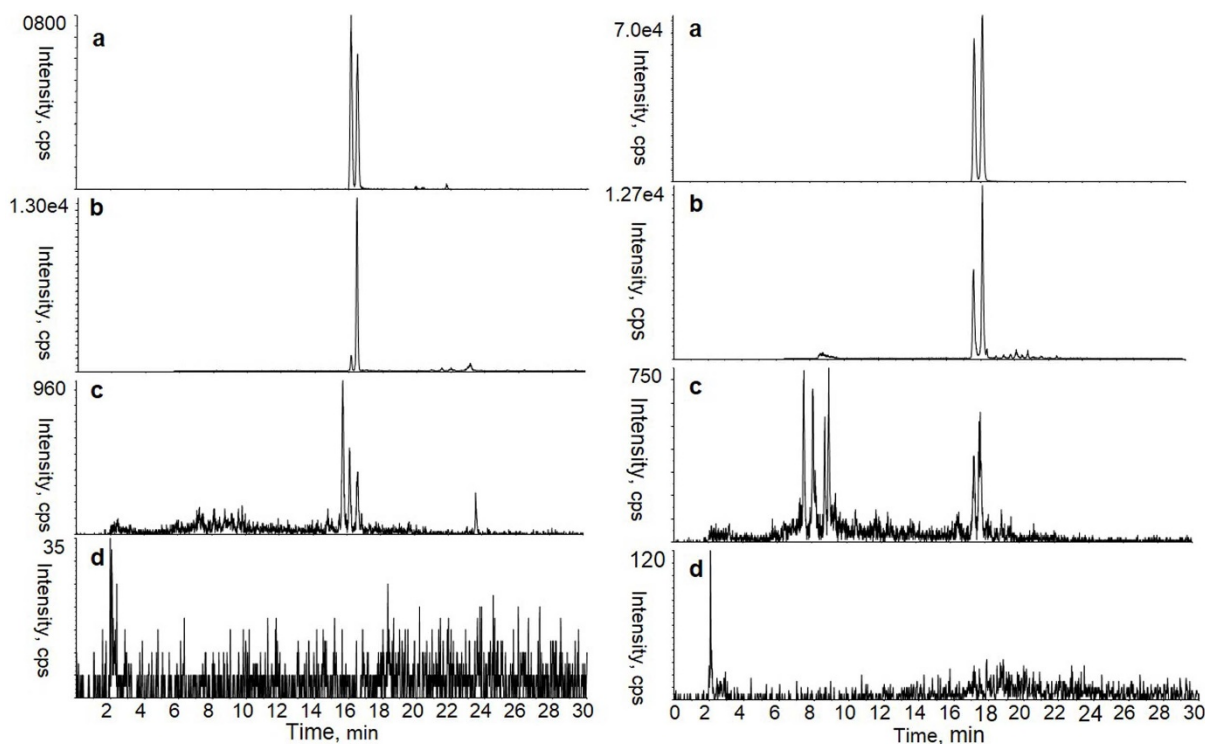 0800
a
Intensity, cps
1.30e4
b
Intensity, cps
960
c
Intensity, cps
35
d
Intensity, cps
2 4 6 8 10 12 14 16 18 20 22 24 26 28 30
Time, min
7.0e4
a
Intensity, cps
1.27e4
b
Intensity, cps
750
c
Intensity, cps
120
d
Intensity, cps
0 2 4 6 8 10 12 14 16 18 20 22 24 26 28 30
Time, min